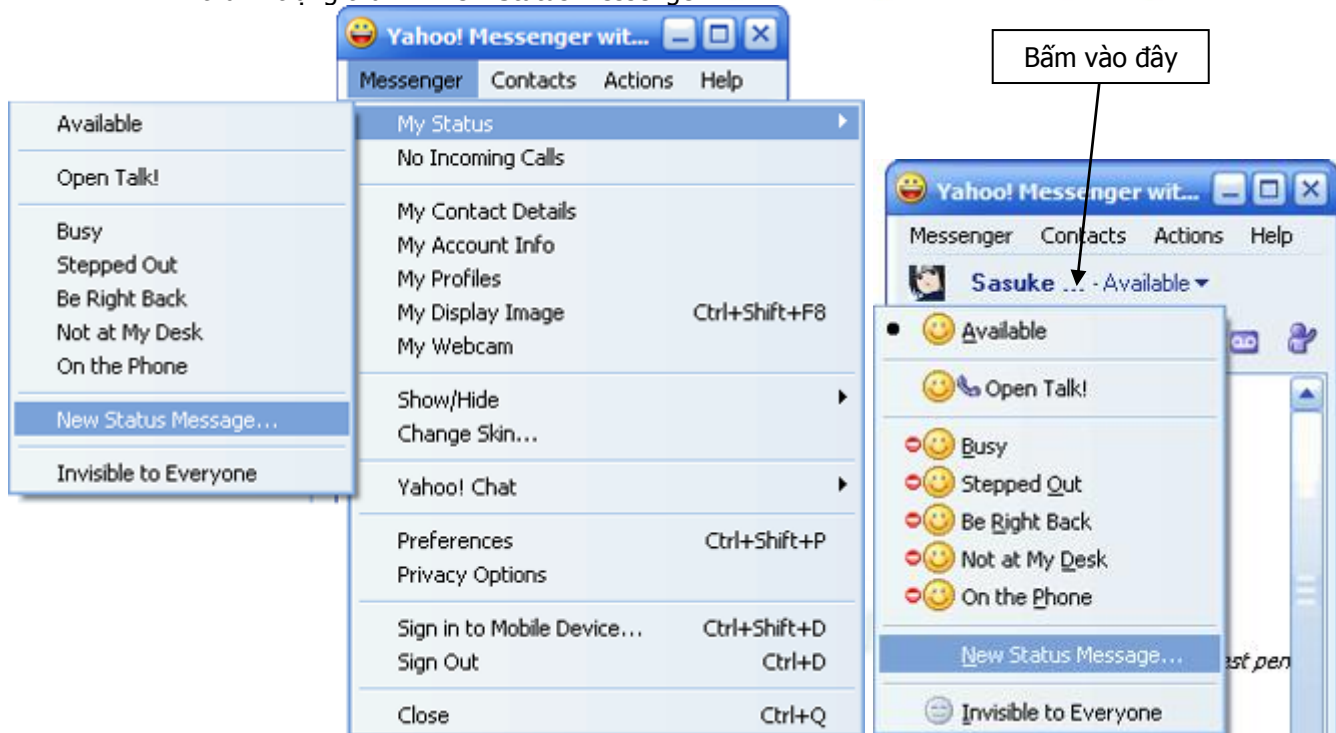 Yahoo! Messenger wit...
Messenger Contacts Actions Help
Available
Open Talk!
Busy
Stepped Out
Be Right Back
Not at My Desk
On the Phone
New Status Message...
Invisible to Everyone
My Status
No Incoming Calls
My Contact Details
My Account Info
My Profiles
My Display Image Ctrl+Shift+F8
My Webcam
Show/Hide
Change Skin...
Yahoo! Chat
Preferences Ctrl+Shift+P
Privacy Options
Sign in to Mobile Device... Ctrl+Shift+D
Sign Out Ctrl+D
Close Ctrl+Q
Bấm vào đây
Yahoo! Messenger wit...
Messenger Contacts Actions Help
Sasuke ... - Available
Available
Open Talk!
Busy
Stepped Out
Be Right Back
Not at My Desk
On the Phone
New Status Message...
Invisible to Everyone